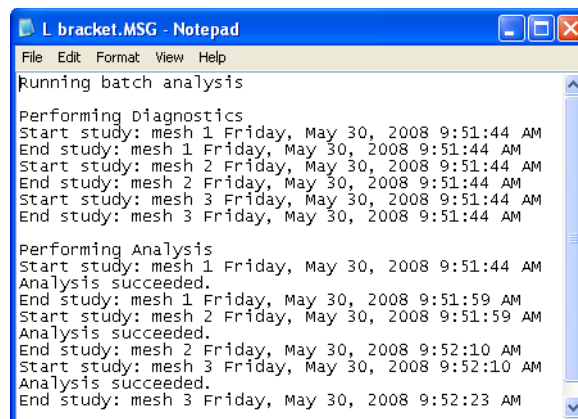 L bracket.MSG - Notepad
File Edit Format View Help
Running batch analysis
Performing Diagnostics
Start study: mesh 1 Friday, May 30, 2008 9:51:44 AM
End study: mesh 1 Friday, May 30, 2008 9:51:44 AM
Start study: mesh 2 Friday, May 30, 2008 9:51:44 AM
End study: mesh 2 Friday, May 30, 2008 9:51:44 AM
Start study: mesh 3 Friday, May 30, 2008 9:51:44 AM
End study: mesh 3 Friday, May 30, 2008 9:51:44 AM
Performing Analysis
Start study: mesh 1 Friday, May 30, 2008 9:51:44 AM
Analysis succeeded.
End study: mesh 1 Friday, May 30, 2008 9:51:59 AM
Start study: mesh 2 Friday, May 30, 2008 9:51:59 AM
Analysis succeeded.
End study: mesh 2 Friday, May 30, 2008 9:52:10 AM
Start study: mesh 3 Friday, May 30, 2008 9:52:10 AM
Analysis succeeded.
End study: mesh 3 Friday, May 30, 2008 9:52:23 AM